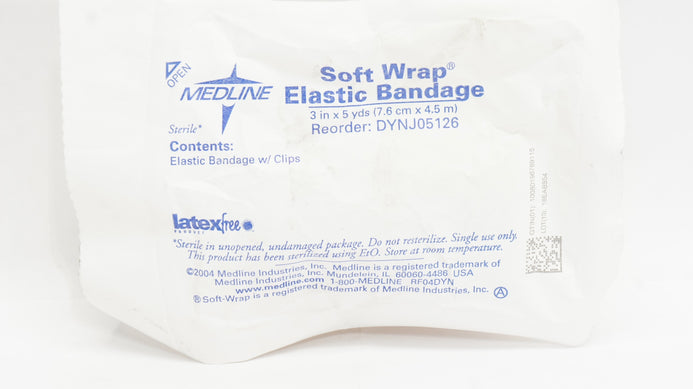 OPEN
MEDLINE
Soft Wrap®
Elastic Bandage
3 in x 5 yds (7.6 cm x 4.5 m)
Reorder: DYNJ05126
Sterile*
Contents:
Elastic Bandage w/ Clips
latexfree
PRODUCT
*Sterile in unopened, undamaged package. Do not resterilize. Single use only.
This product has been sterilized using EtO. Store at room temperature.
©2004 Medline Industries, Inc. Medline is a registered trademark of
Medline Industries, Inc. Mundelein, IL 60060-4486 USA
www.medline.com 1-800-MEDLINE RF04DYN
® Soft-Wrap is a registered trademark of Medline Industries, Inc. Ⓐ